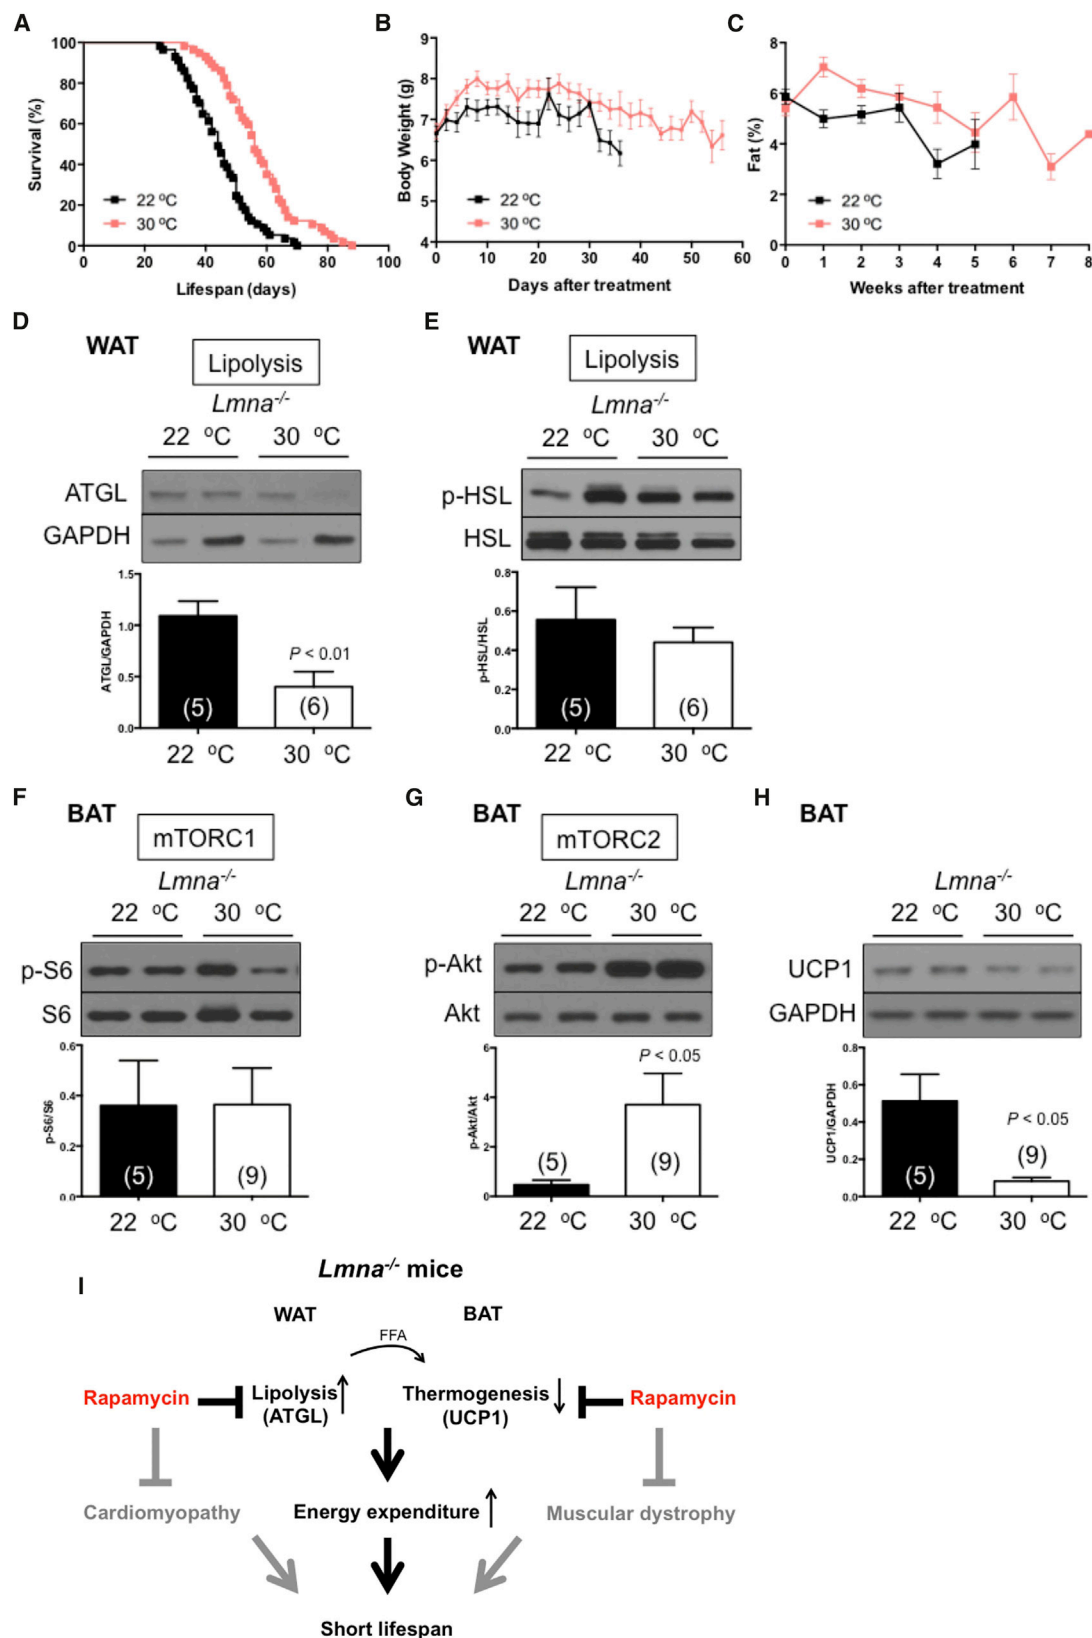 A
B
C
Survival (%)
100
80
60
40
20
0
22 ºC
30 ºC
0 20 40 60 80 100
Lifespan (days)
Body Weight (g)
9
8
7
6
5
4
22 ºC
30 ºC
0 10 20 30 40 50 60
Days after treatment
Fat (%)
8
6
4
2
0
22 ºC
30 ºC
0 1 2 3 4 5 6 7 8
Weeks after treatment
D
WAT
Lipolysis
Lmna-/-
22 ºC 30 ºC
ATGL
GAPDH
ATGL/GAPDH
1.5
1.0
0.5
0.0
P < 0.01
(5) (6)
22 ºC 30 ºC
E
WAT
Lipolysis
Lmna-/-
22 ºC 30 ºC
p-HSL
HSL
p-HSL/HSL
0.8
0.6
0.4
0.2
0.0
(5) (6)
22 ºC 30 ºC
F
BAT
mTORC1
Lmna-/-
22 ºC 30 ºC
p-S6
S6
p-S6/S6
0.6
0.4
0.2
0.0
(5) (9)
22 ºC 30 ºC
G
BAT
mTORC2
Lmna-/-
22 ºC 30 ºC
p-Akt
Akt
p-Akt/Akt
6
4
2
0
P < 0.05
(5) (9)
22 ºC 30 ºC
H
BAT
Lmna-/-
22 ºC 30 ºC
UCP1
GAPDH
UCP1/GAPDH
0.8
0.6
0.4
0.2
0.0
P < 0.05
(5) (9)
22 ºC 30 ºC
I
Lmna-/- mice
WAT BAT
FFA
Rapamycin Lipolysis Thermogenesis Rapamycin
(ATGL) (UCP1)
Cardiomyopathy Energy expenditure Muscular dystrophy
Short lifespan